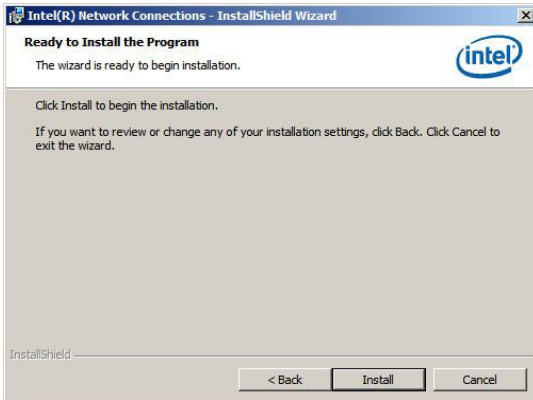 Intel(R) Network Connections - InstallShield Wizard
Ready to Install the Program
The wizard is ready to begin installation.
intel
Click Install to begin the installation.
If you want to review or change any of your installation settings, click Back. Click Cancel to
exit the wizard.
InstallShield
< Back
Install
Cancel